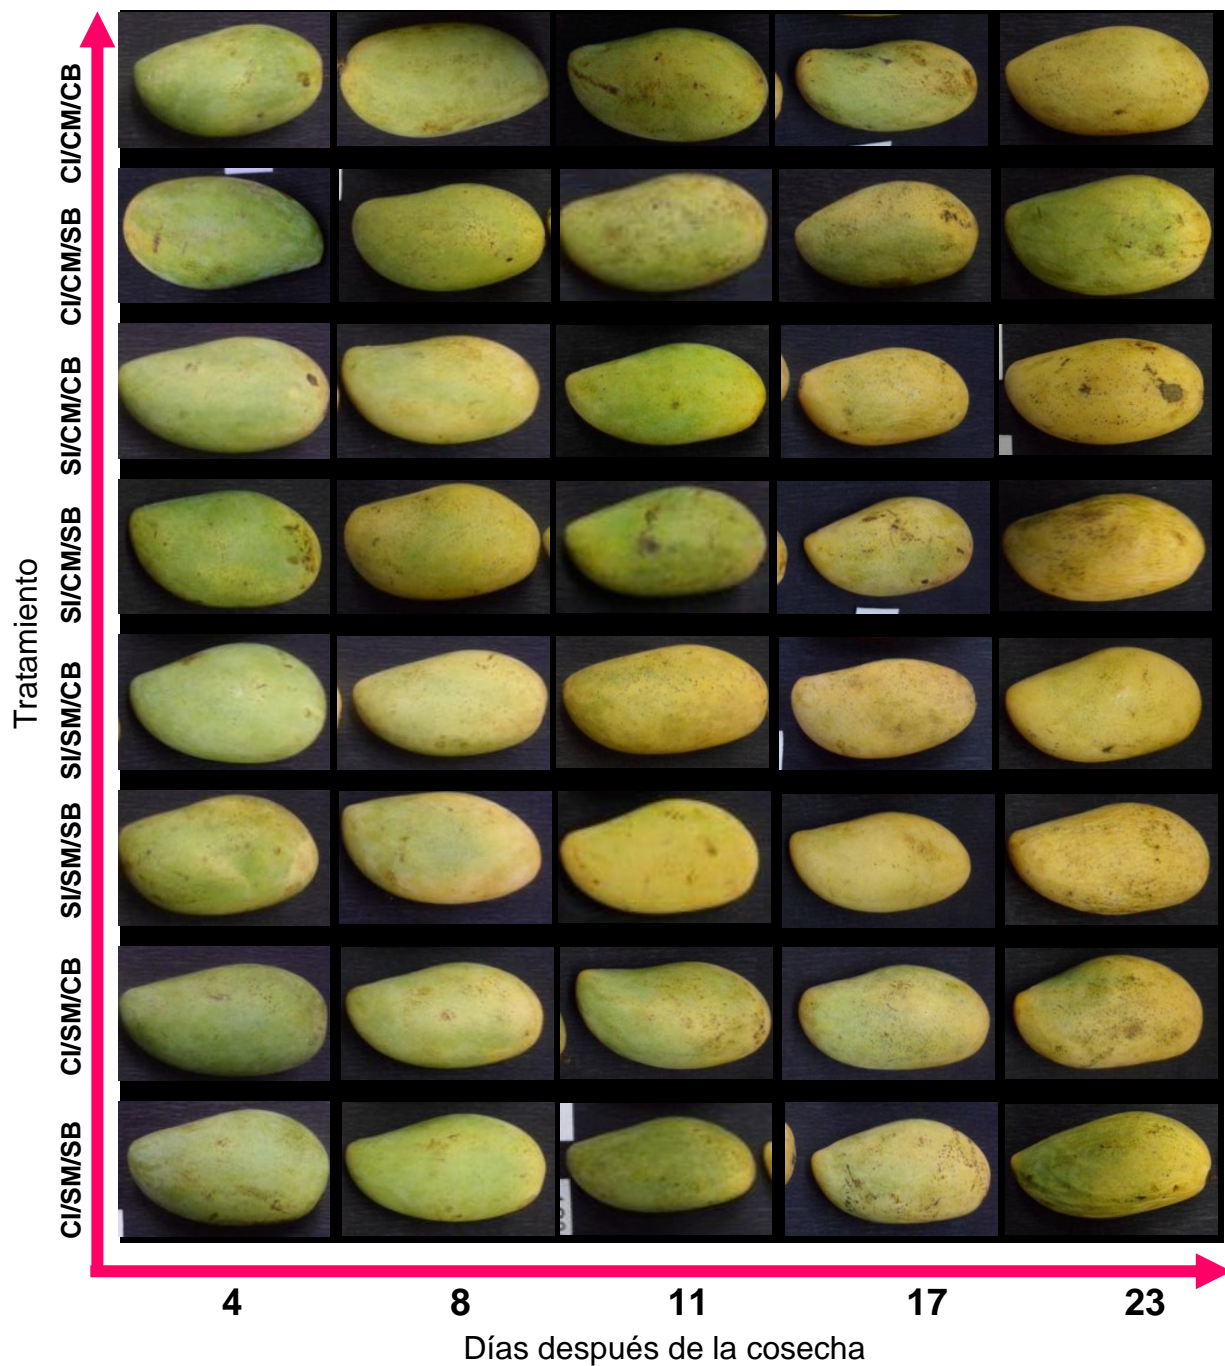 CI/CM/CB
CI/CM/SB
SI/CM/CB
SI/CM/SB
SI/SM/CB
SI/SM/SB
CI/SM/CB
CI/SM/SB
Tratamiento
4 8 11 17 23
Días después de la cosecha